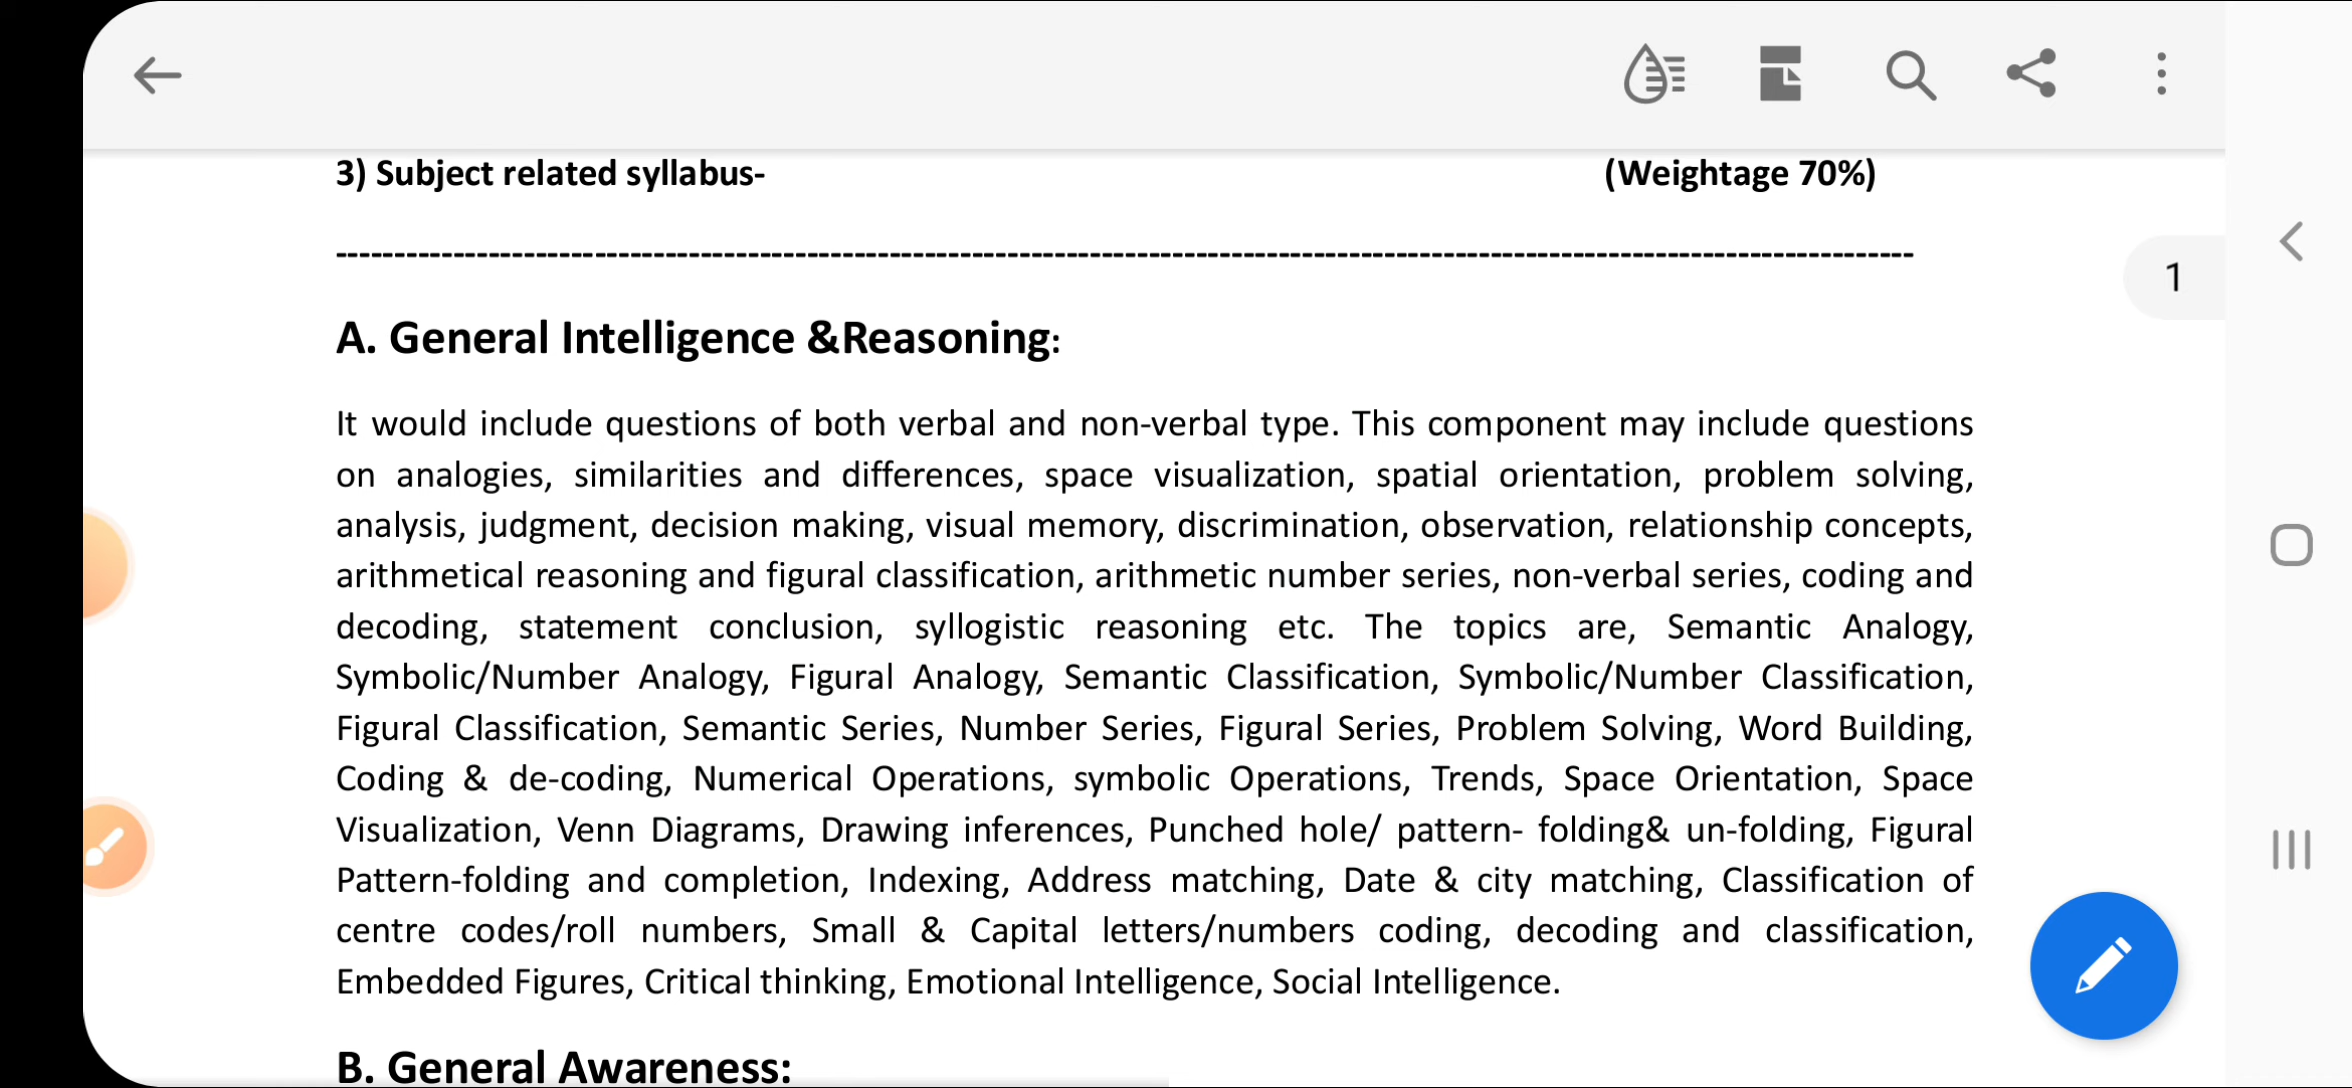 3) Subject related syllabus- (Weightage 70%)
--------------------------------------------------------------------------------------------------------------------------------------
1
A. General Intelligence &Reasoning:
It would include questions of both verbal and non-verbal type. This component may include questions
on analogies, similarities and differences, space visualization, spatial orientation, problem solving,
analysis, judgment, decision making, visual memory, discrimination, observation, relationship concepts,
arithmetical reasoning and figural classification, arithmetic number series, non-verbal series, coding and
decoding, statement conclusion, syllogistic reasoning etc. The topics are, Semantic Analogy,
Symbolic/Number Analogy, Figural Analogy, Semantic Classification, Symbolic/Number Classification,
Figural Classification, Semantic Series, Number Series, Figural Series, Problem Solving, Word Building,
Coding & de-coding, Numerical Operations, symbolic Operations, Trends, Space Orientation, Space
Visualization, Venn Diagrams, Drawing inferences, Punched hole/ pattern- folding& un-folding, Figural
Pattern-folding and completion, Indexing, Address matching, Date & city matching, Classification of
centre codes/roll numbers, Small & Capital letters/numbers coding, decoding and classification,
Embedded Figures, Critical thinking, Emotional Intelligence, Social Intelligence.
B. General Awareness: